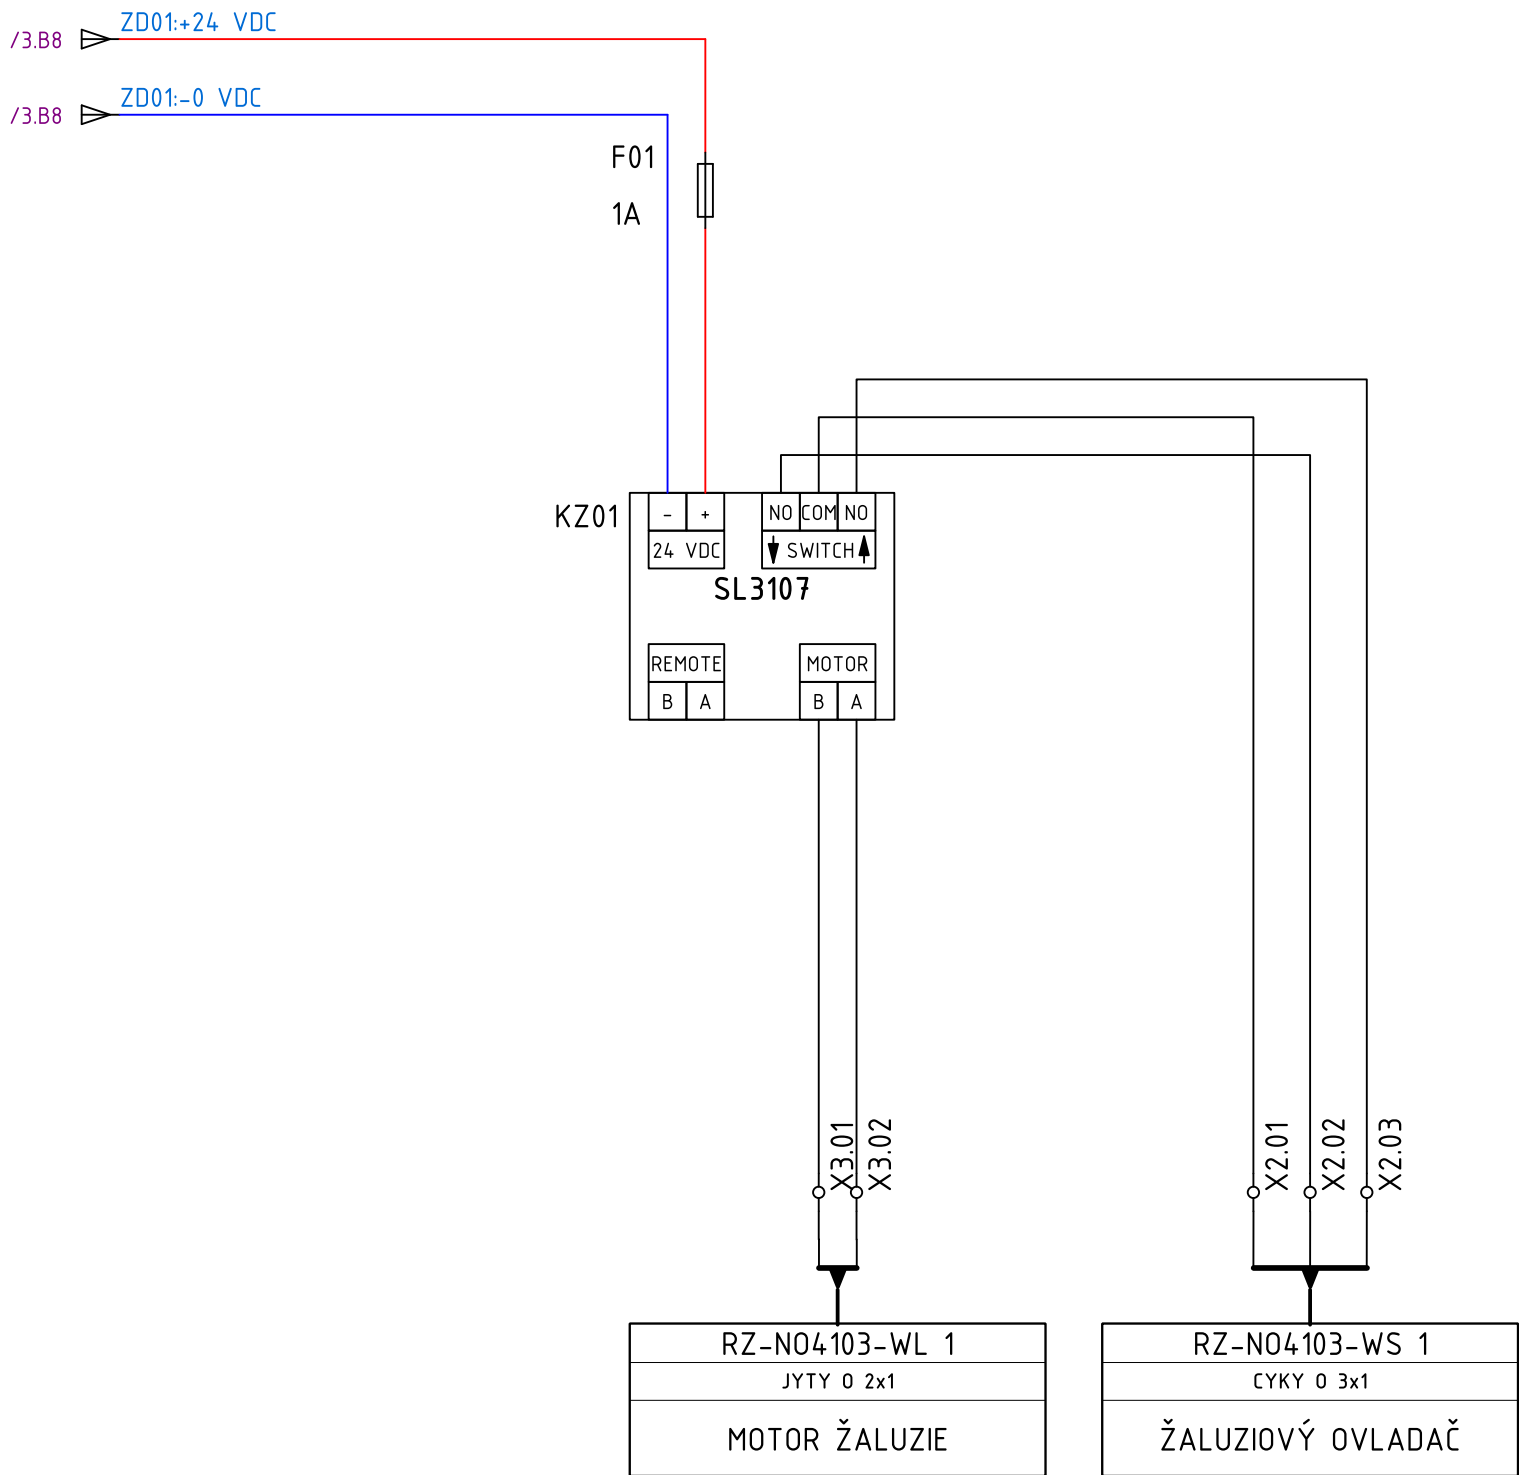 /3.B8 ZD01:+24 VDC
/3.B8 ZD01:-0 VDC
F01
1A
KZ01
- + NO COM NO
24 VDC SWITCH
SL3107
REMOTE MOTOR
B A B A
X3.01 X3.02 X2.01 X2.02 X2.03
RZ-NO4103-WL 1
JYTY O 2x1
MOTOR ŽALUZIE
RZ-NO4103-WS 1
CYKY O 3x1
ŽALUZIOVÝ OVLADAČ